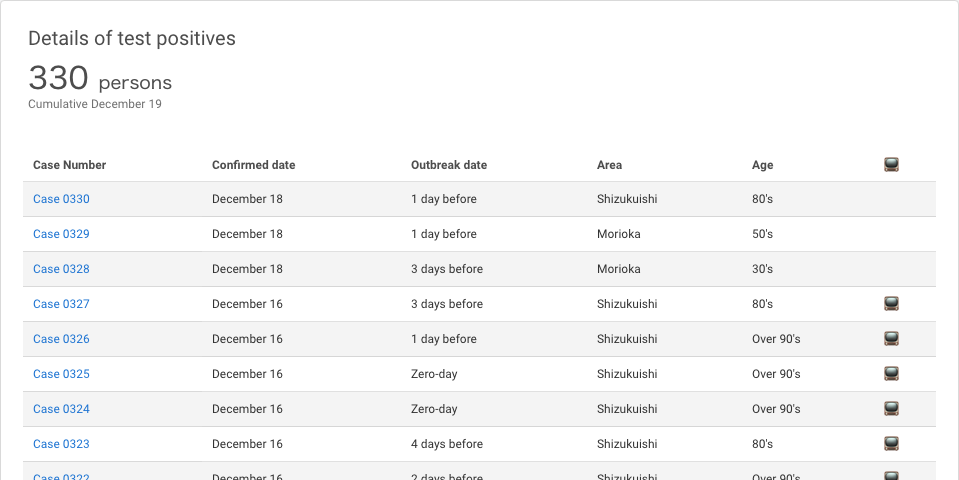 Details of test positives
330 persons
Cumulative December 19
Case Number Confirmed date Outbreak date Area Age
Case 0330 December 18 1 day before Shizukuishi 80's
Case 0329 December 18 1 day before Morioka 50's
Case 0328 December 18 3 days before Morioka 30's
Case 0327 December 16 3 days before Shizukuishi 80's
Case 0326 December 16 1 day before Shizukuishi Over 90's
Case 0325 December 16 Zero-day Shizukuishi Over 90's
Case 0324 December 16 Zero-day Shizukuishi Over 90's
Case 0323 December 16 4 days before Shizukuishi 80's
Case 0322 December 16 2 days before Shizukuishi Over 90's